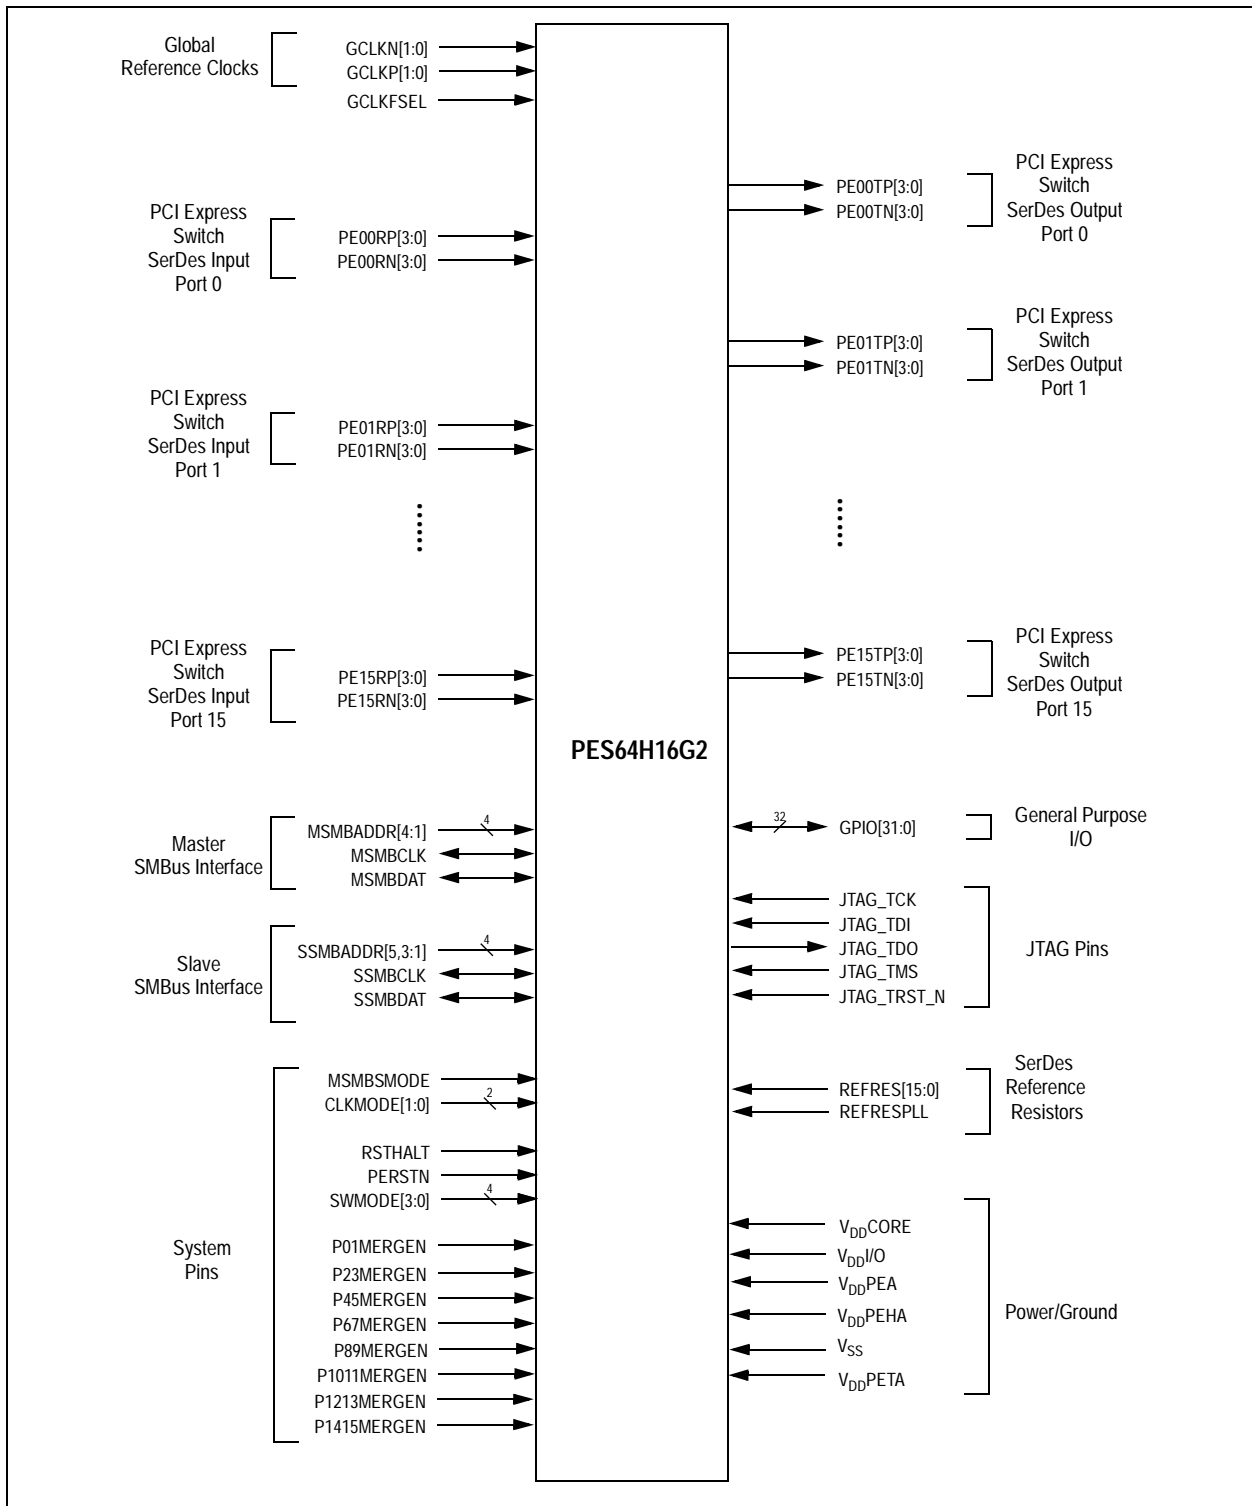 Global
Reference Clocks
GCLKN[1:0]
GCLKP[1:0]
GCLKFSEL
PCI Express
Switch
SerDes Input
Port 0
PE00RP[3:0]
PE00RN[3:0]
PCI Express
Switch
SerDes Input
Port 1
PE01RP[3:0]
PE01RN[3:0]
PCI Express
Switch
SerDes Input
Port 15
PE15RP[3:0]
PE15RN[3:0]
Master
SMBus Interface
MSMBADDR[4:1]
4
MSMBCLK
MSMBDAT
Slave
SMBus Interface
SSMBADDR[5,3:1]
4
SSMBCLK
SSMBDAT
System
Pins
MSMBSMODE
CLKMODE[1:0]
2
RSTHALT
PERSTN
SWMODE[3:0]
4
P01MERGEN
P23MERGEN
P45MERGEN
P67MERGEN
P89MERGEN
P1011MERGEN
P1213MERGEN
P1415MERGEN
PES64H16G2
PE00TP[3:0]
PE00TN[3:0]
PCI Express
Switch
SerDes Output
Port 0
PE01TP[3:0]
PE01TN[3:0]
PCI Express
Switch
SerDes Output
Port 1
PE15TP[3:0]
PE15TN[3:0]
PCI Express
Switch
SerDes Output
Port 15
32
GPIO[31:0]
General Purpose
I/O
JTAG_TCK
JTAG_TDI
JTAG_TDO
JTAG_TMS
JTAG_TRST_N
JTAG Pins
REFRES[15:0]
REFRESPLL
SerDes
Reference
Resistors
VDDCORE
VDDI/O
VDDPEA
VDDPEHA
VSS
VDDPETA
Power/Ground